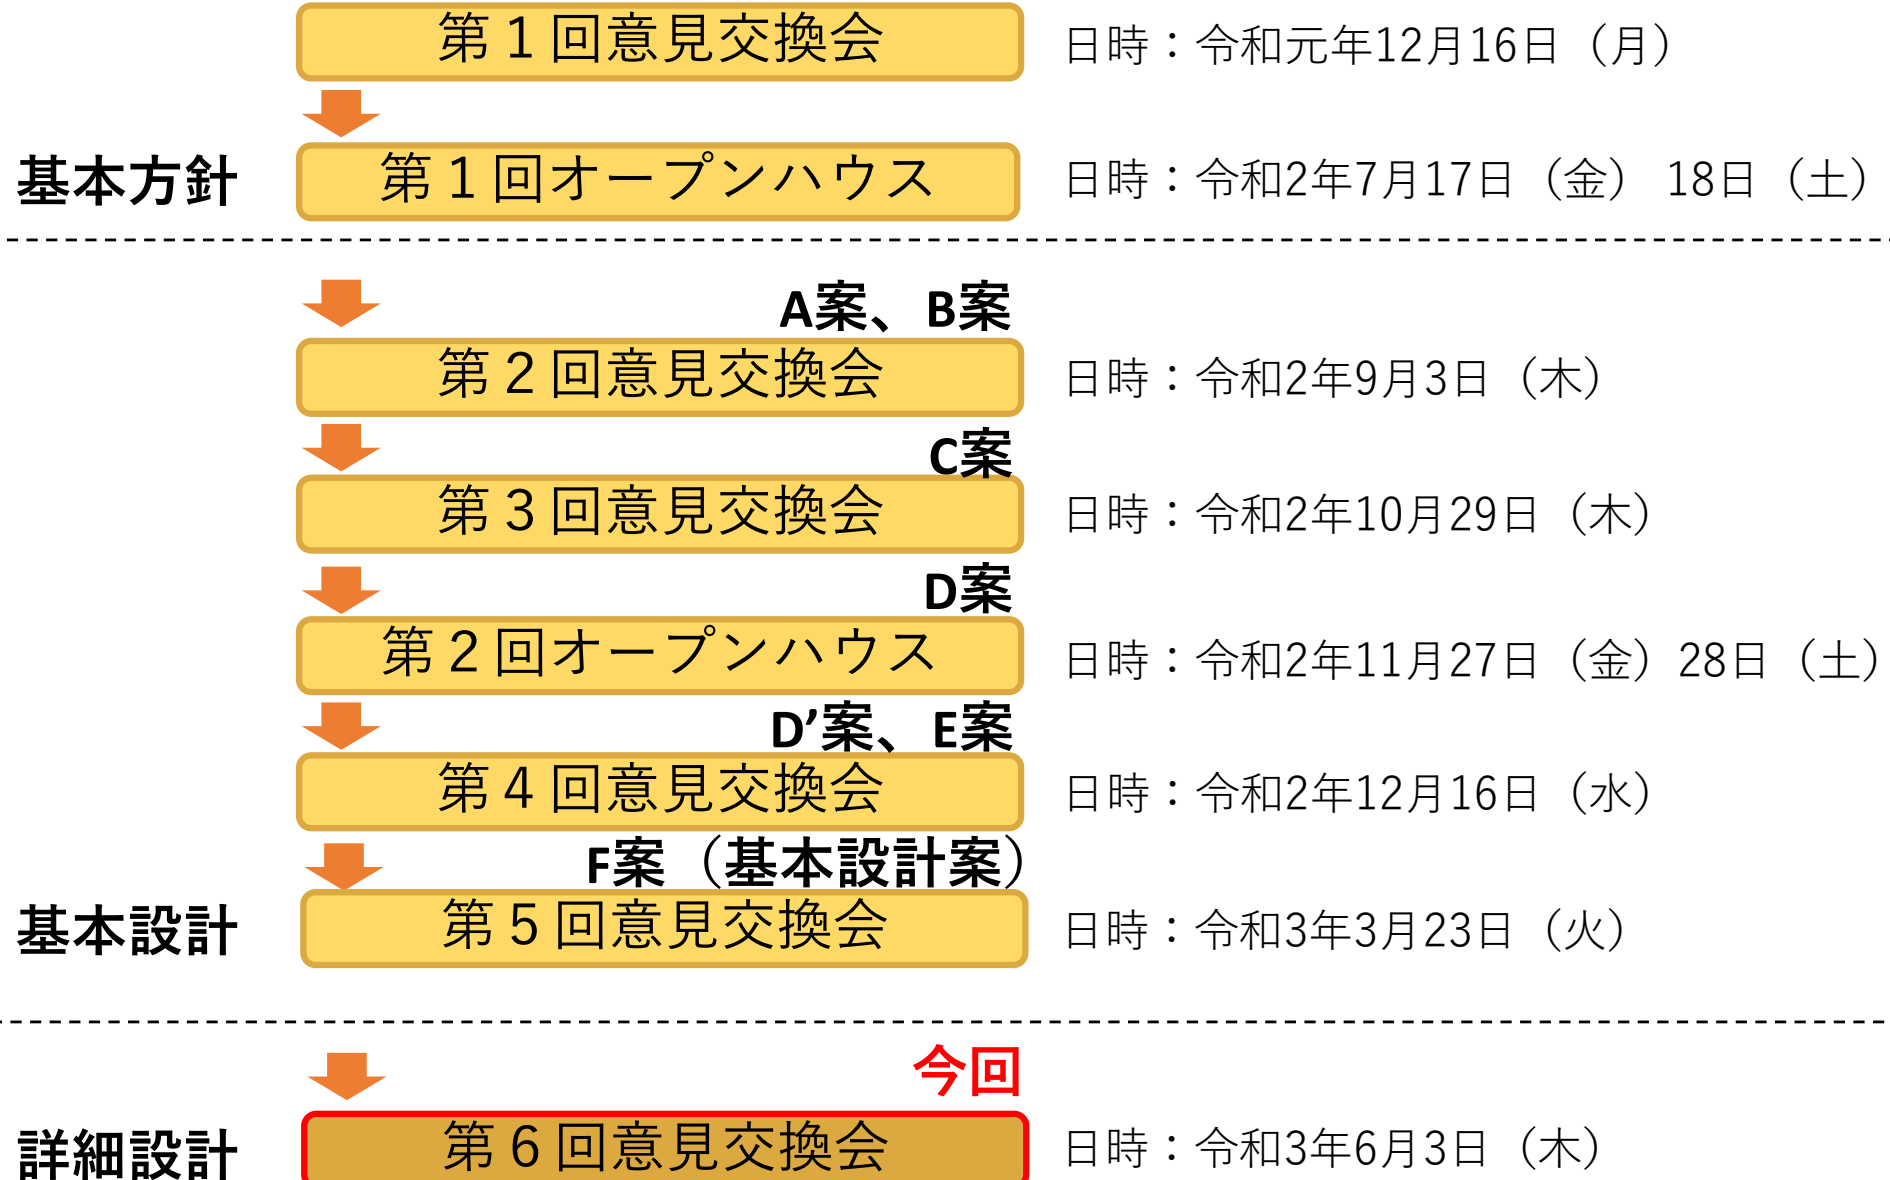 第１回意見交換会 日時：令和元年12月16日（月）
基本方針 第１回オープンハウス 日時：令和2年7月17日（金） 18日（土）
A案、B案
第２回意見交換会 日時：令和2年9月3日（木）
C案
第３回意見交換会 日時：令和2年10月29日（木）
D案
第２回オープンハウス 日時：令和2年11月27日（金）28日（土）
D’案、E案
第４回意見交換会 日時：令和2年12月16日（水）
F案（基本設計案）
基本設計 第５回意見交換会 日時：令和3年3月23日（火）
今回
詳細設計 第６回意見交換会 日時：令和3年6月3日（木）